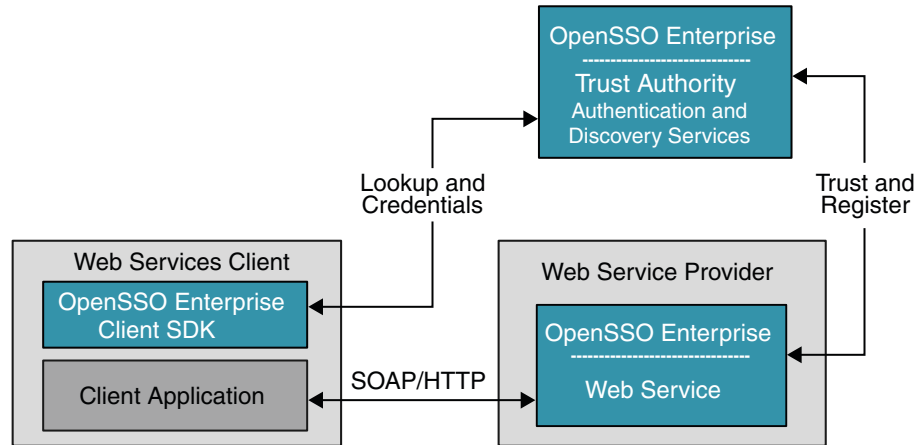 OpenSSO Enterprise
Trust Authority
Authentication and
Discovery Services
Lookup and
Credentials
Trust and
Register
Web Services Client
OpenSSO Enterprise
Client SDK
Client Application
SOAP/HTTP
Web Service Provider
OpenSSO Enterprise
Web Service